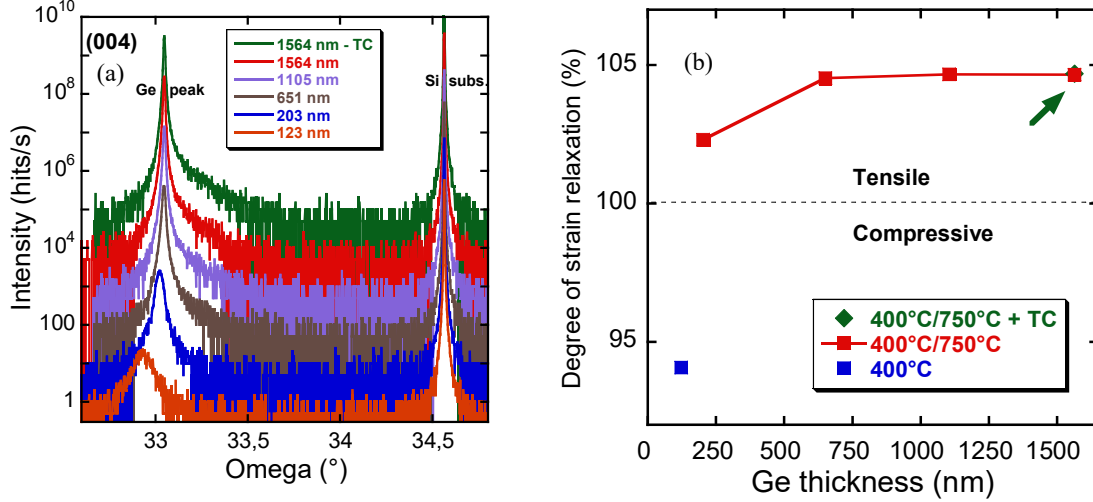 (004)
(a)
Ge peak
Si subs.
1564 nm - TC
1564 nm
1105 nm
651 nm
203 nm
123 nm
Intensity (hits/s)
10^10
10^8
10^6
10^4
100
1
33
33,5
34
34,5
Omega (°)
(b)
Degree of strain relaxation (%)
105
100
95
Tensile
Compressive
400°C/750°C + TC
400°C/750°C
400°C
0
250
500
750
1000
1250
1500
Ge thickness (nm)